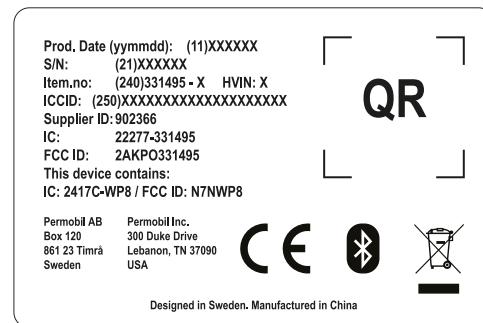 Prod. Date (yymmdd): (11)XXXXXX
S/N: (21)XXXXXX
Item.no: (240)331495 - X HVIN: X
ICCID: (250)XXXXXXXXXXXXXXXXXXXX
Supplier ID: 902366
IC: 22277-331495
FCC ID: 2AKPO331495
This device contains:
IC: 2417C-WP8 / FCC ID: N7NWP8
QR
Permobil AB
Box 120
861 23 Timrå
Sweden
Permobil Inc.
300 Duke Drive
Lebanon, TN 37090
USA
CE
Designed in Sweden. Manufactured in China